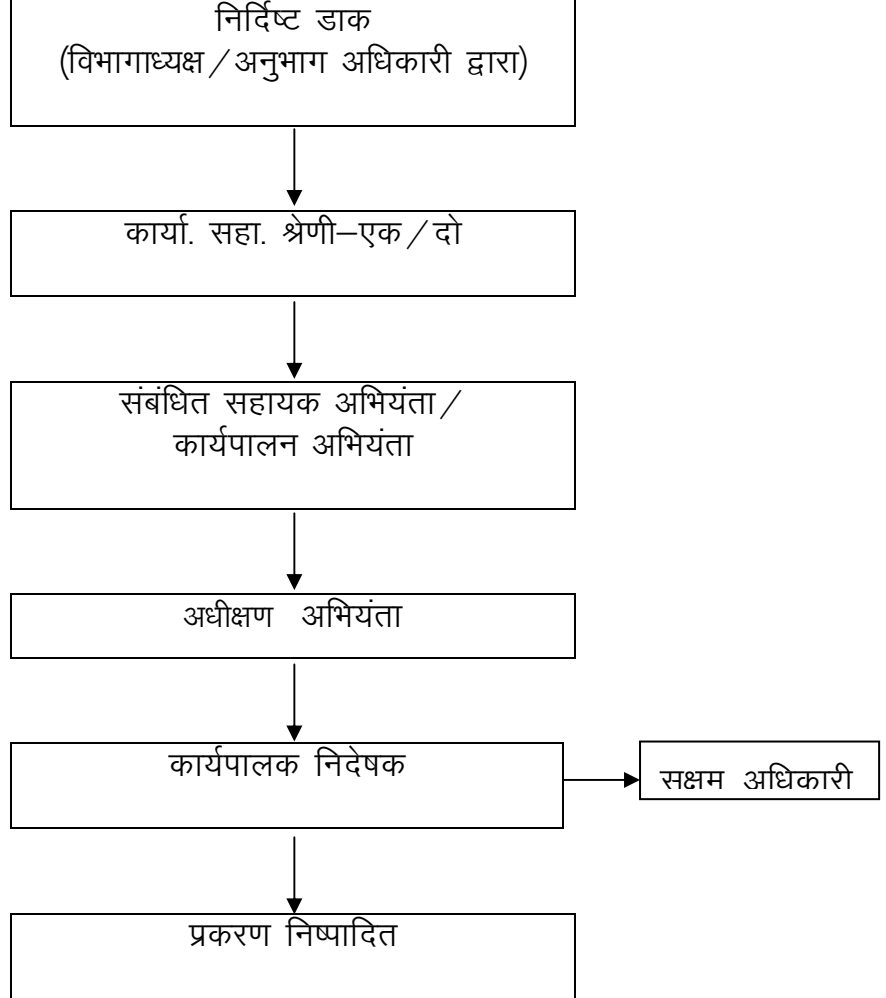 निर्दिष्ट डाक
(विभागाध्यक्ष/अनुभाग अधिकारी द्वारा)
कार्या. सहा. श्रेणी–एक/दो
संबंधित सहायक अभियंता/
कार्यपालन अभियंता
अधीक्षण अभियंता
कार्यपालक निदेषक
सक्षम अधिकारी
प्रकरण निष्पादित